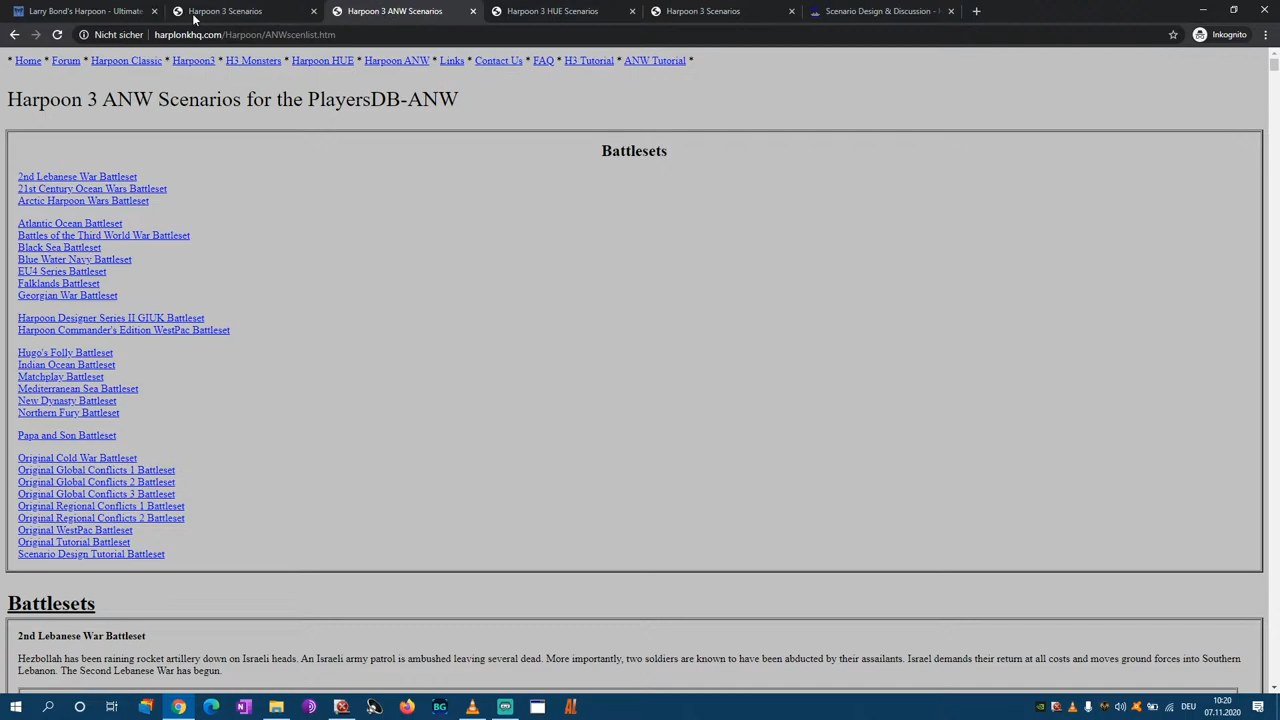 Larry Bond's Harpoon - Ultimate
Harpoon 3 Scenarios
Harpoon 3 ANW Scenarios
Harpoon 3 HUE Scenarios
Harpoon 3 Scenarios
Scenario Design & Discussion -
Nicht sicher
harplonkhq.com/Harpoon/ANWscenlist.htm
Inkognito
* Home * Forum * Harpoon Classic * Harpoon3 * H3 Monsters * Harpoon HUE * Harpoon ANW * Links * Contact Us * FAQ * H3 Tutorial * ANW Tutorial *
Harpoon 3 ANW Scenarios for the PlayersDB-ANW
Battlesets
2nd Lebanese War Battleset
21st Century Ocean Wars Battleset
Arctic Harpoon Wars Battleset
Atlantic Ocean Battleset
Battles of the Third World War Battleset
Black Sea Battleset
Blue Water Navy Battleset
EU4 Series Battleset
Falklands Battleset
Georgian War Battleset
Harpoon Designer Series II GIUK Battleset
Harpoon Commander's Edition WestPac Battleset
Hugo's Folly Battleset
Indian Ocean Battleset
Matchplay Battleset
Mediterranean Sea Battleset
New Dynasty Battleset
Northern Fury Battleset
Papa and Son Battleset
Original Cold War Battleset
Original Global Conflicts 1 Battleset
Original Global Conflicts 2 Battleset
Original Global Conflicts 3 Battleset
Original Regional Conflicts 1 Battleset
Original Regional Conflicts 2 Battleset
Original WestPac Battleset
Original Tutorial Battleset
Scenario Design Tutorial Battleset
Battlesets
2nd Lebanese War Battleset
Hezbollah has been raining rocket artillery down on Israeli heads. An Israeli army patrol is ambushed leaving several dead. More importantly, two soldiers are known to have been abducted by their assailants. Israel demands their return at all costs and moves ground forces into Southern
Lebanon. The Second Lebanese War has begun.
BG
DEU
10:20
07.11.2020